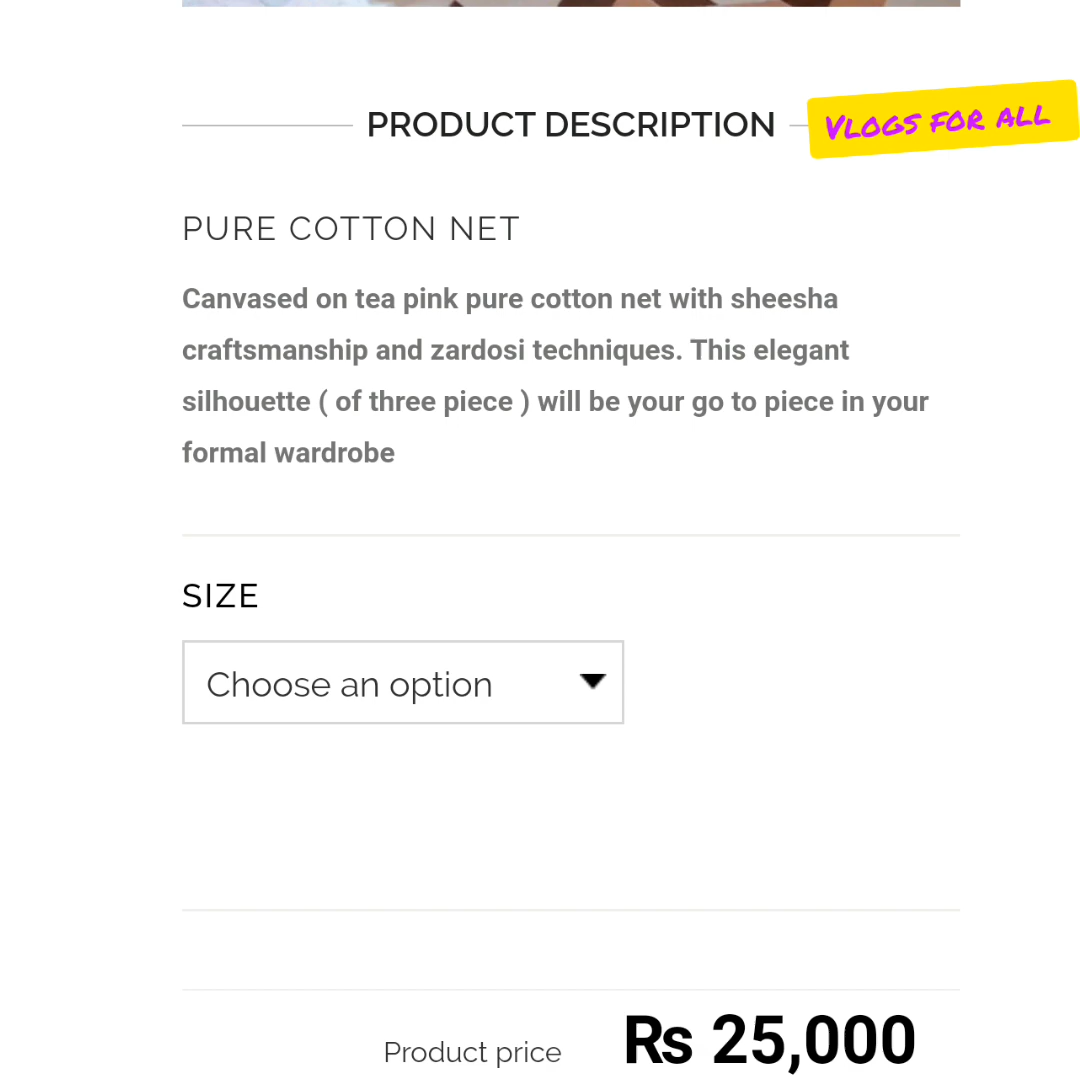 PRODUCT DESCRIPTION
VLOGS FOR ALL
PURE COTTON NET
Canvased on tea pink pure cotton net with sheesha
craftsmanship and zardosi techniques. This elegant
silhouette ( of three piece ) will be your go to piece in your
formal wardrobe
SIZE
Choose an option
Product price Rs 25,000